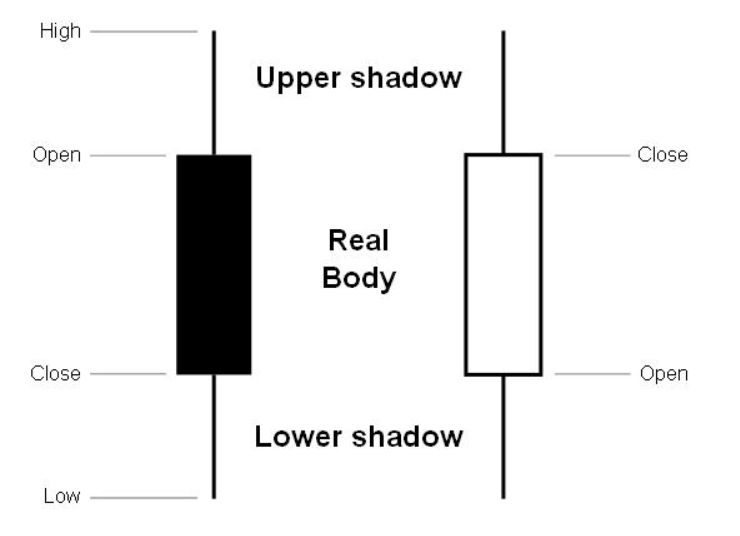 High
Upper shadow
Open
Close
Real
Body
Close
Open
Lower shadow
Low